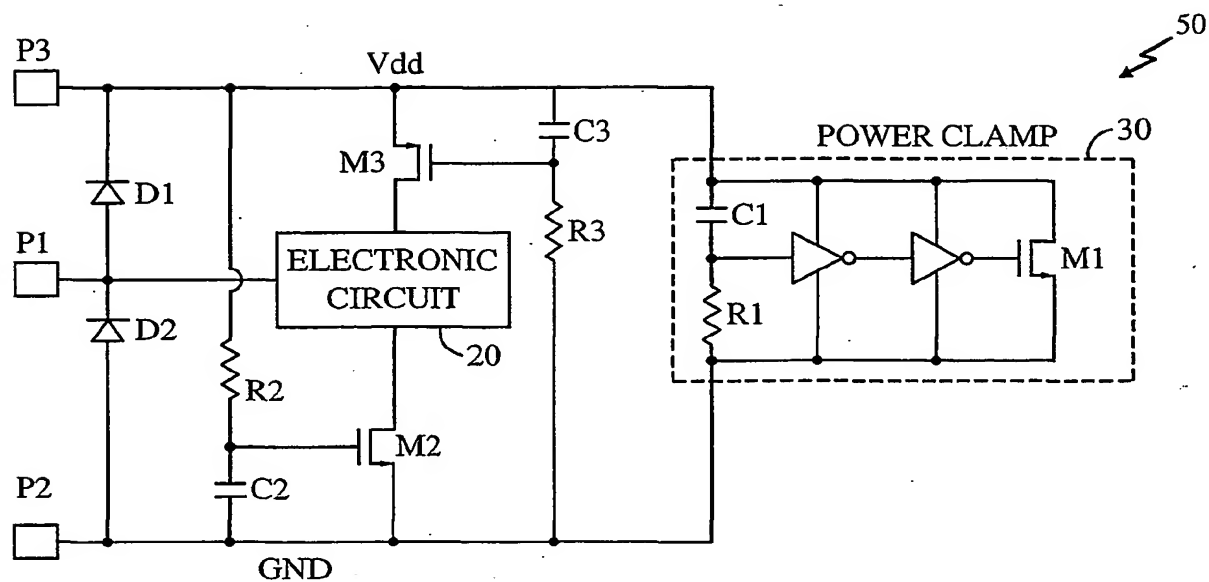 50
P3
Vdd
C3
POWER CLAMP
30
M3
D1
C1
P1
R3
ELECTRONIC
CIRCUIT
M1
D2
R1
20
R2
M2
P2
C2
GND